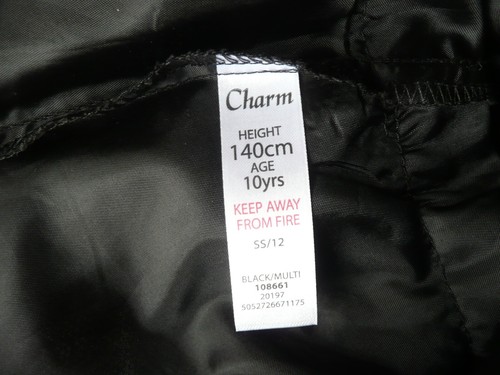 Charm
HEIGHT
140cm
AGE
10yrs
KEEP AWAY
FROM FIRE
SS/12
BLACK/MULTI
108661
20197
5052726671175